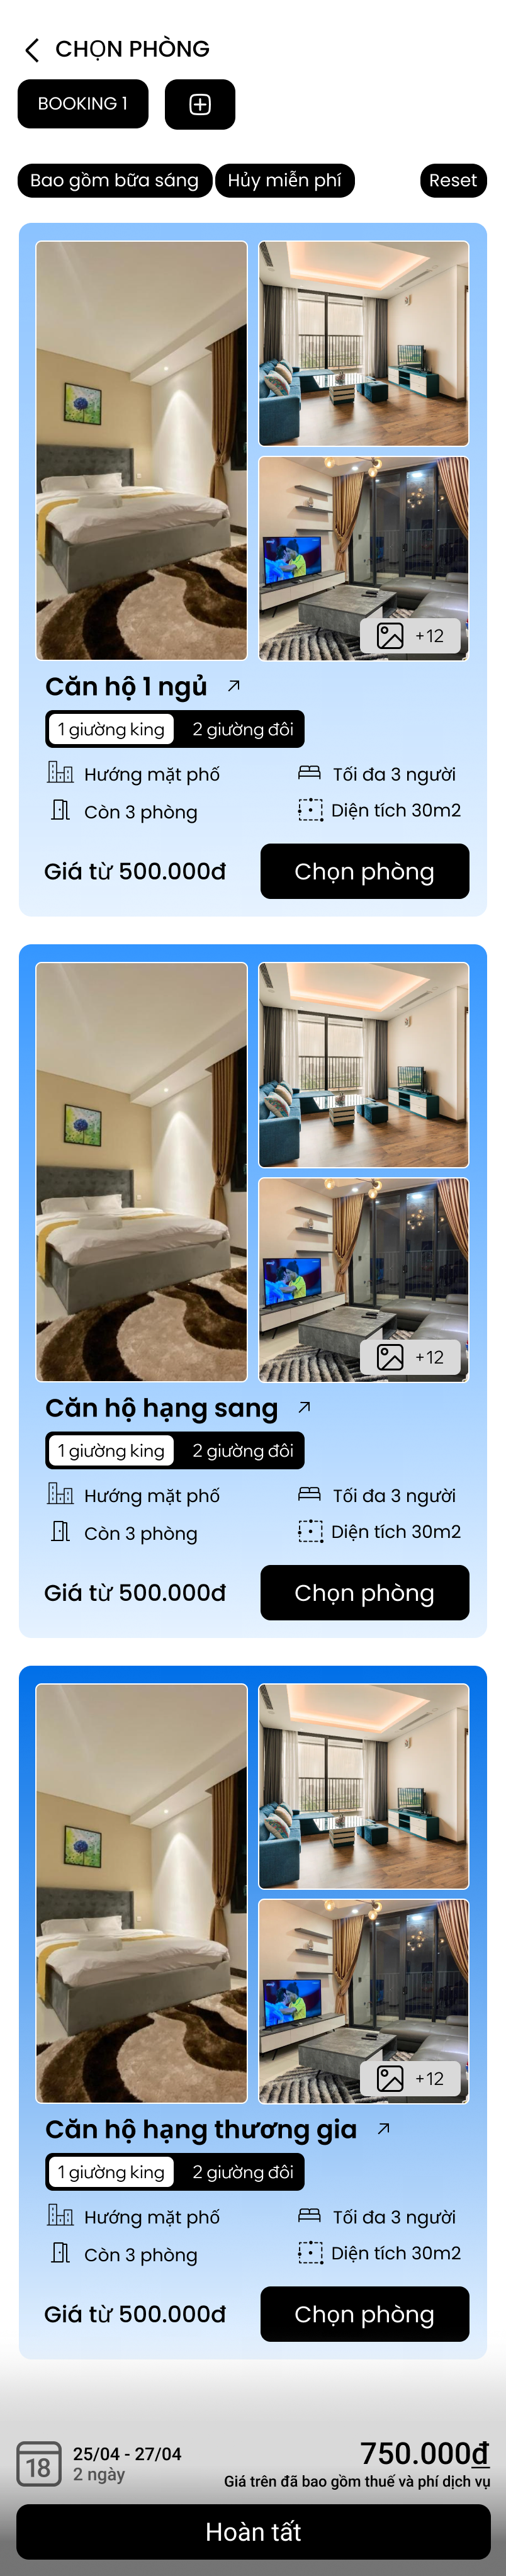 CHỌN PHÒNG
BOOKING 1
Bao gồm bữa sáng
Hủy miễn phí
Reset
+12
Căn hộ 1 ngủ
1 giường king
2 giường đôi
Hướng mặt phố
Tối đa 3 người
Còn 3 phòng
Diện tích 30m2
Giá từ 500.000đ
Chọn phòng
+12
Căn hộ hạng sang
1 giường king
2 giường đôi
Hướng mặt phố
Tối đa 3 người
Còn 3 phòng
Diện tích 30m2
Giá từ 500.000đ
Chọn phòng
+12
Căn hộ hạng thương gia
1 giường king
2 giường đôi
Hướng mặt phố
Tối đa 3 người
Còn 3 phòng
Diện tích 30m2
Giá từ 500.000đ
Chọn phòng
18
25/04 - 27/04
2 ngày
750.000₫
Giá trên đã bao gồm thuế và phí dịch vụ
Hoàn tất